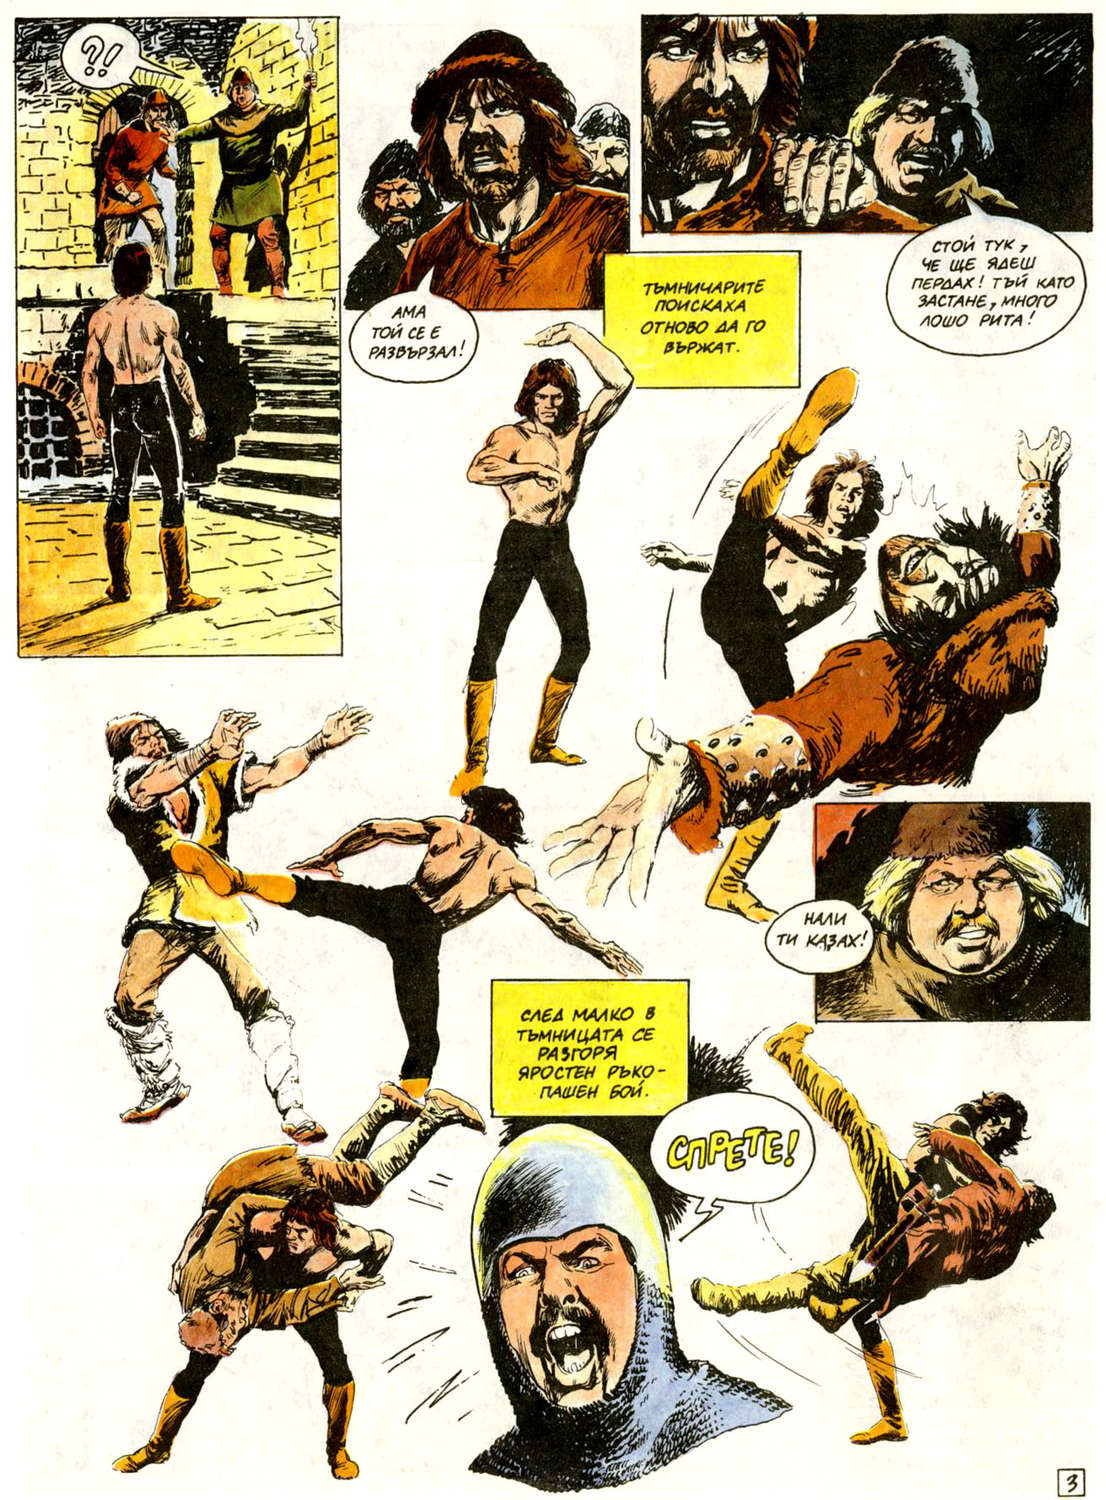 ?!
АМА
ТОЙ СЕ Е
РАЗВЪРЗАЛ!
СТОЙ ТУК,
ЧЕ ЩЕ ЯДЕШ
ПЕРДАХ! ТЪЙ КАТО
ЗАСТАНЕ, МНОГО
ЛОШО РИТА!
ТЪМНИЧАРИТЕ
ПОИСКАХА
ОТНОВО ДА ГО
ВЪРЖАТ.
НАЛИ
ТИ КАЗАХ!
СЛЕД МАЛКО В
ТЪМНИЦАТА СЕ
РАЗГОРЯ
ЯРОСТЕН РЪКО-
ПАШЕН БОЙ.
СПРЕТЕ!
3